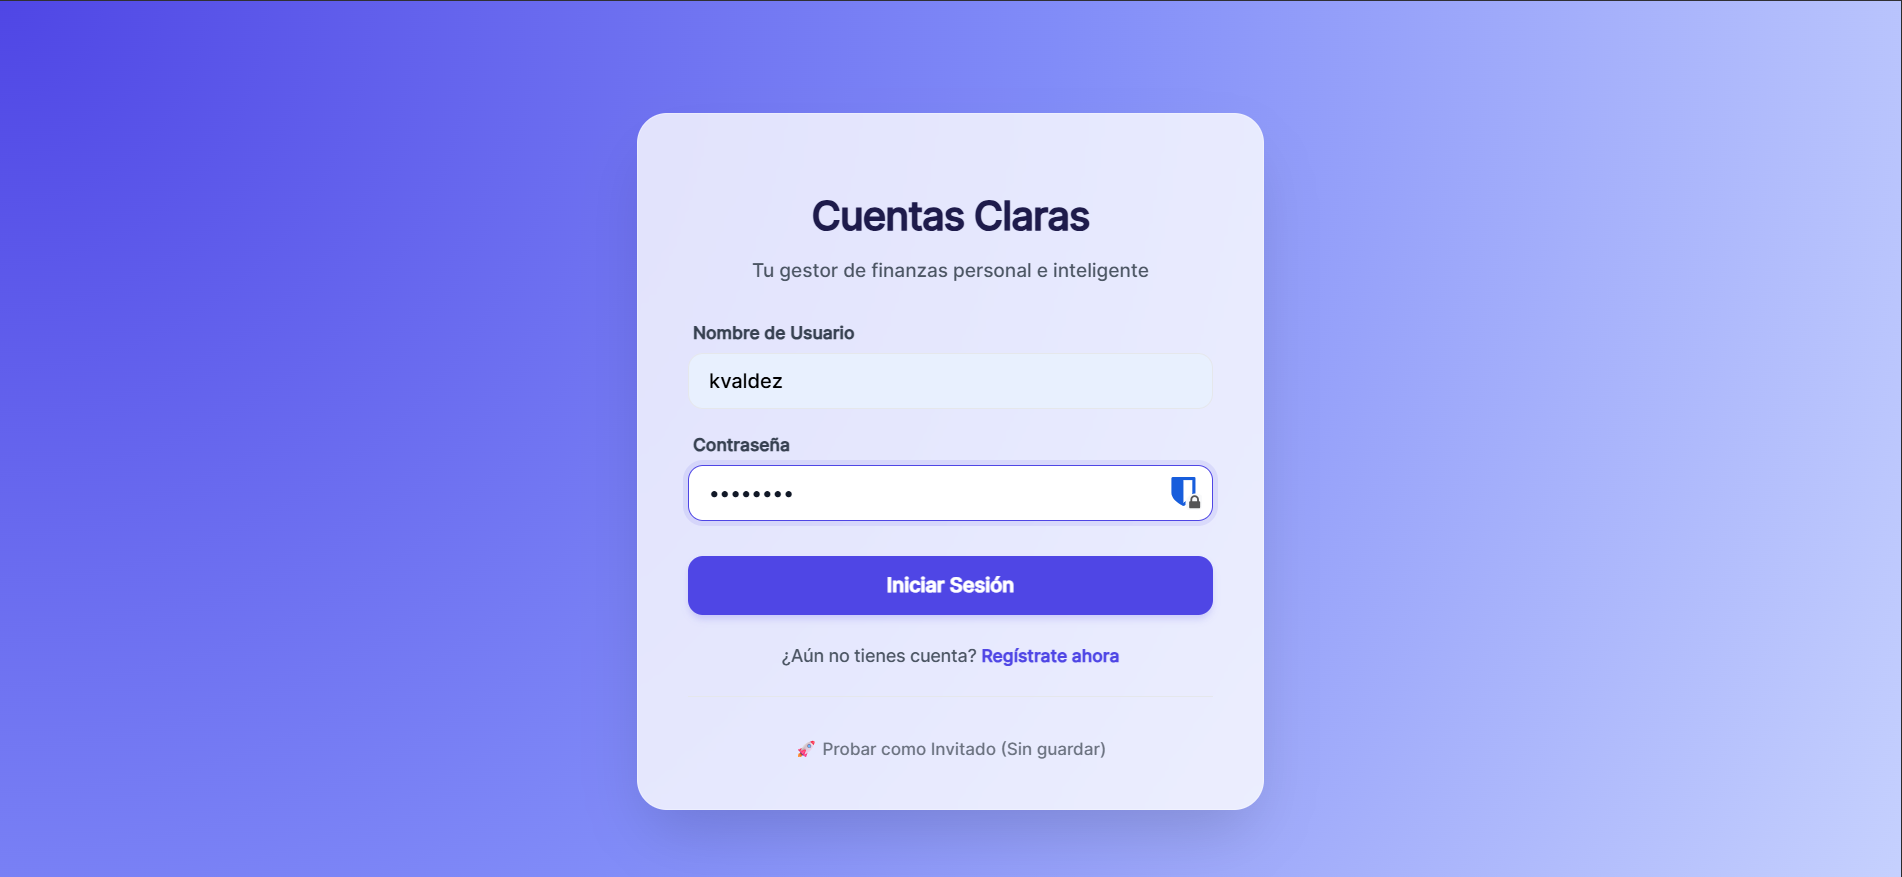 Cuentas Claras
Tu gestor de finanzas personal e inteligente
Nombre de Usuario
kvaldez
Contraseña
••••••••
Iniciar Sesión
¿Aún no tienes cuenta? Regístrate ahora
🚀 Probar como Invitado (Sin guardar)